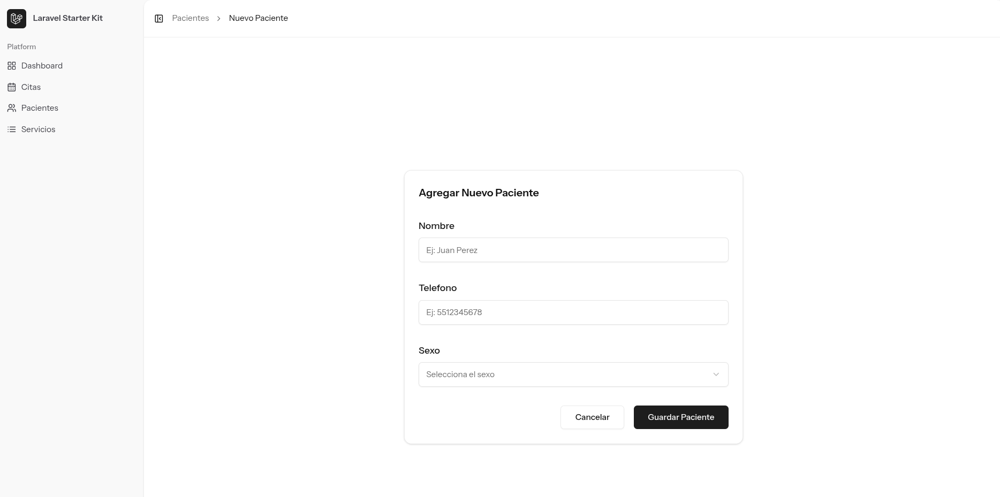 Laravel Starter Kit
Pacientes > Nuevo Paciente
Platform
Dashboard
Citas
Pacientes
Servicios
Agregar Nuevo Paciente
Nombre
Ej: Juan Perez
Telefono
Ej: 5512345678
Sexo
Selecciona el sexo
Cancelar
Guardar Paciente